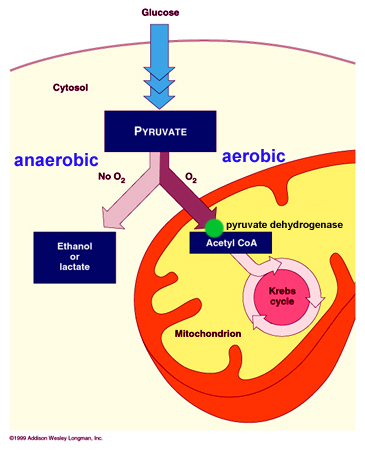 Glucose
Cytosol
PYRUVATE
anaerobic
aerobic
No O2
O2
pyruvate dehydrogenase
Acetyl CoA
Ethanol
or
lactate
Krebs
cycle
Mitochondrion
©1999 Addison Wesley Longman, Inc.